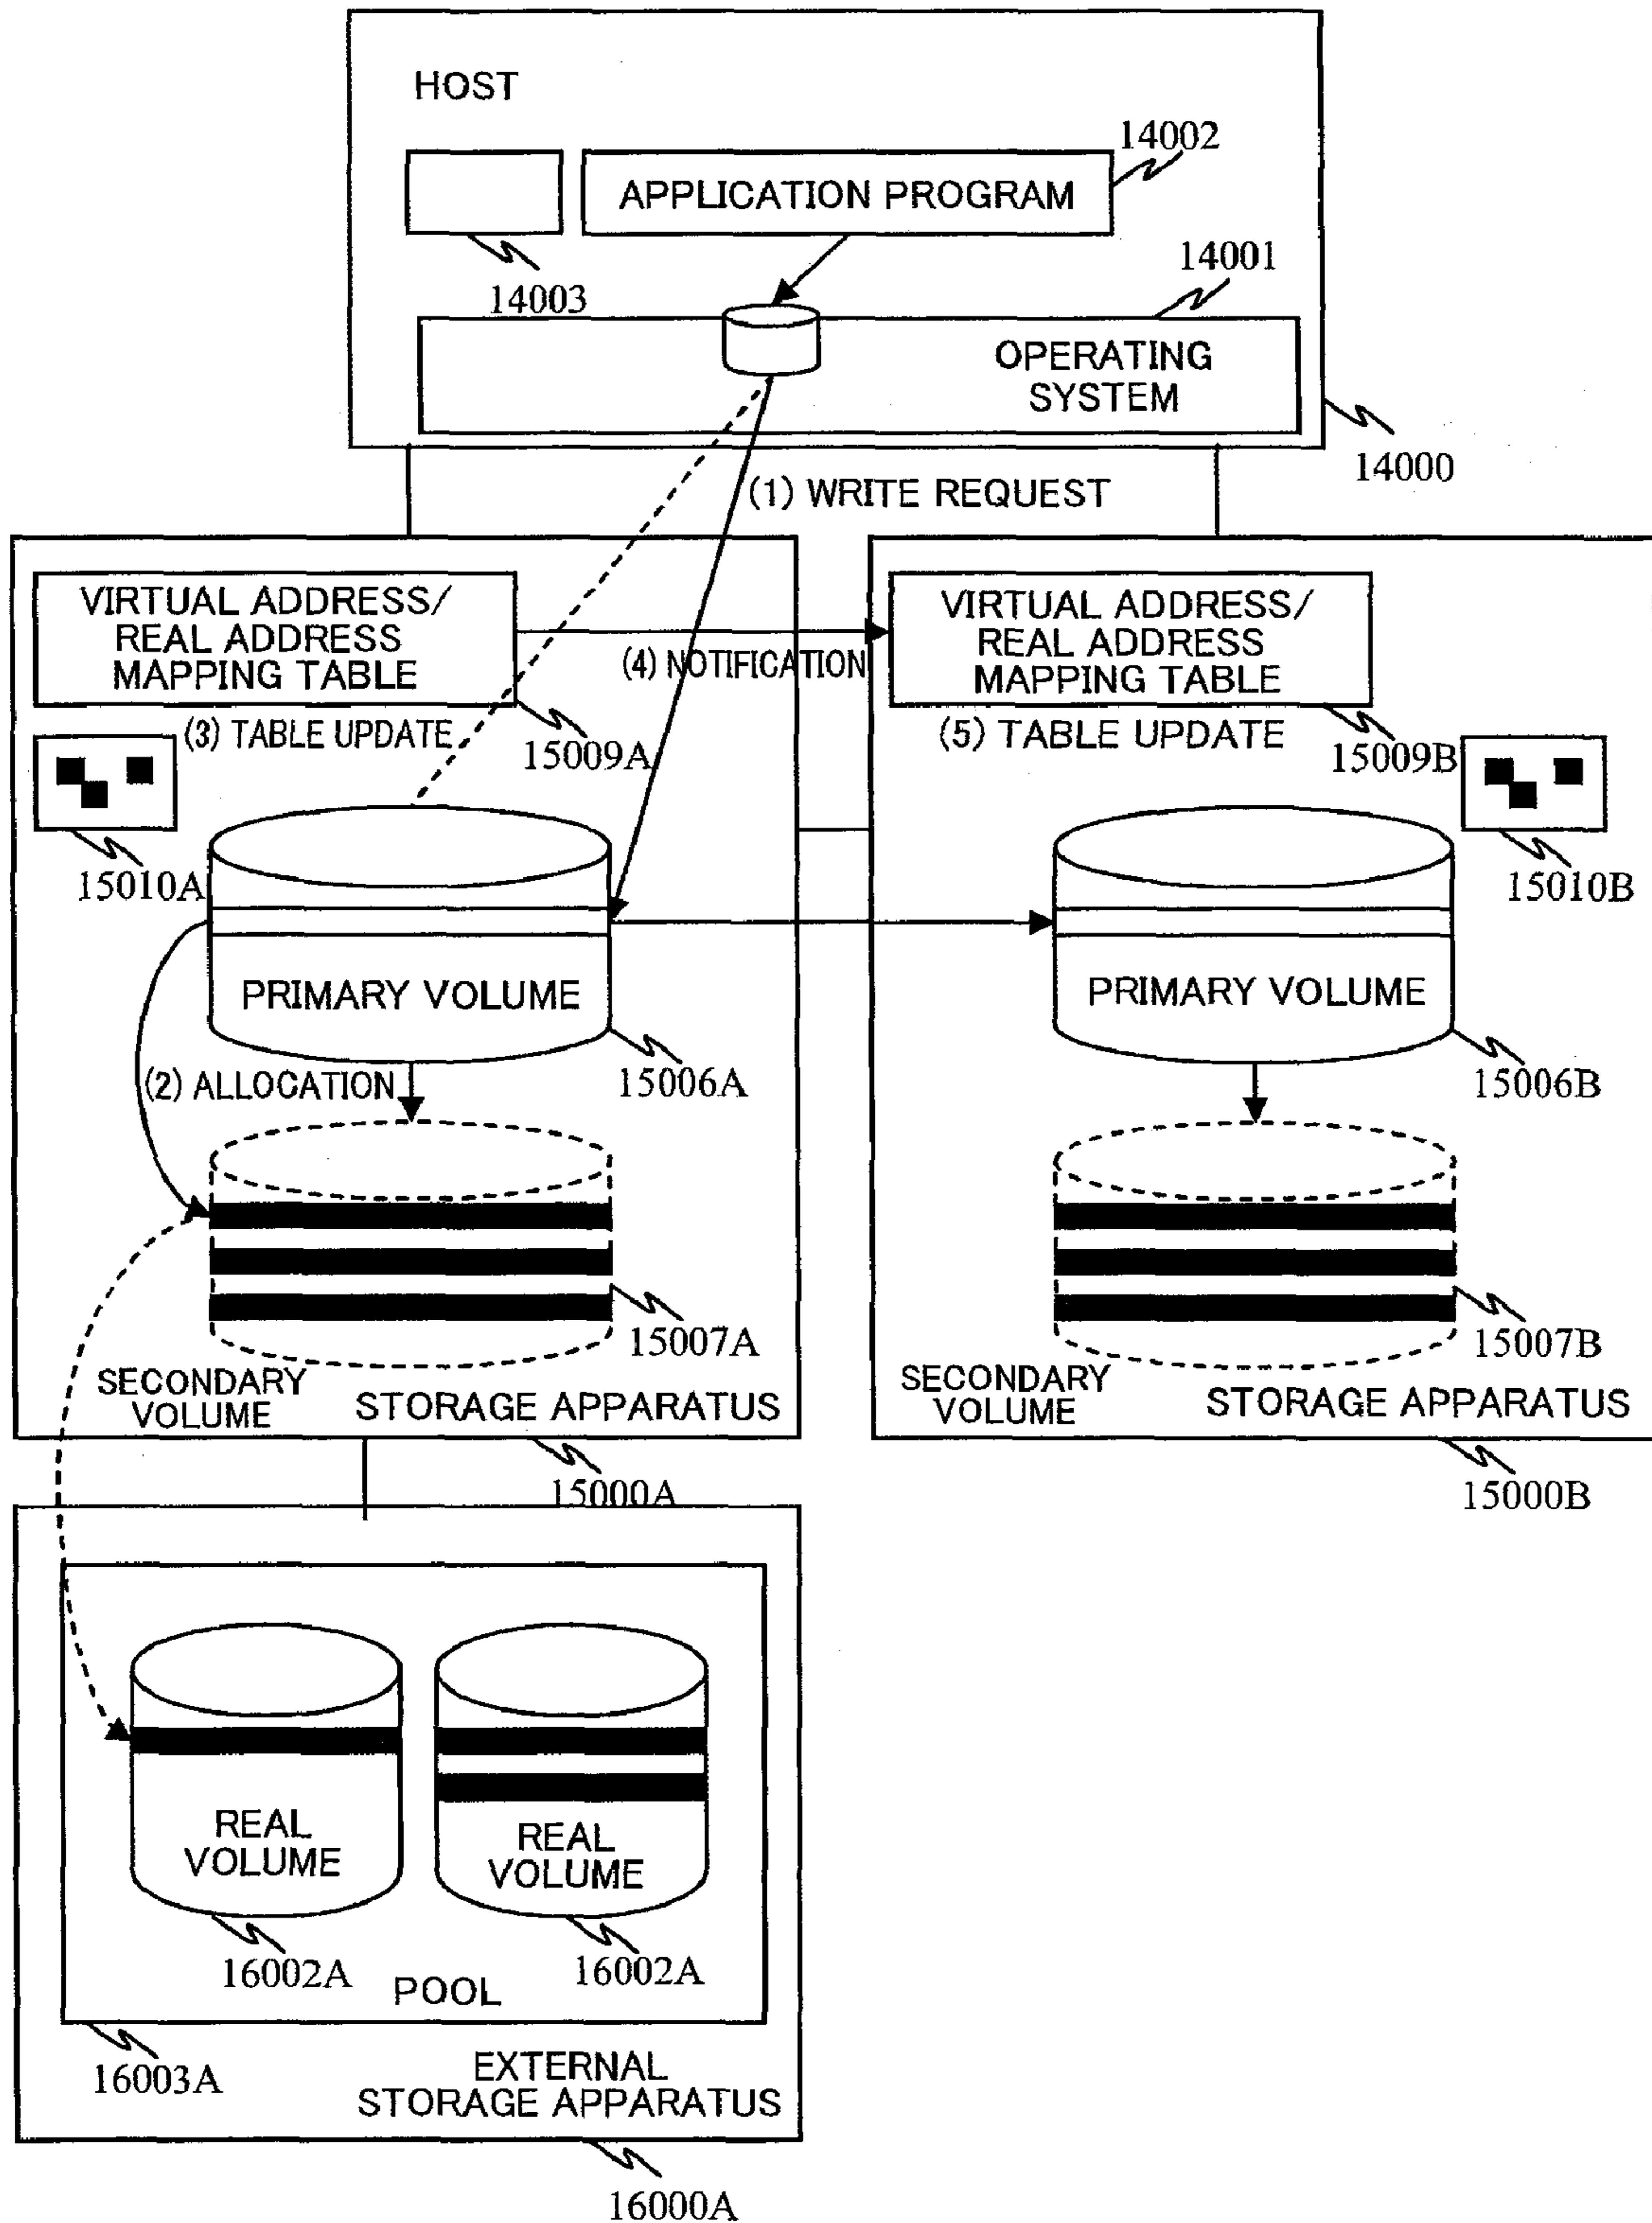 HOST
14002
APPLICATION PROGRAM
14003
14001
OPERATING
SYSTEM
14000
(1) WRITE REQUEST
VIRTUAL ADDRESS/
REAL ADDRESS
MAPPING TABLE
(4) NOTIFICATION
VIRTUAL ADDRESS/
REAL ADDRESS
MAPPING TABLE
(3) TABLE UPDATE
15009A
(5) TABLE UPDATE
15009B
15010A
15010B
PRIMARY VOLUME
PRIMARY VOLUME
(2) ALLOCATION
15006A
15006B
15007A
15007B
SECONDARY
VOLUME
STORAGE APPARATUS
SECONDARY
VOLUME
STORAGE APPARATUS
15000A
15000B
REAL
VOLUME
REAL
VOLUME
16002A
16002A
POOL
16003A
EXTERNAL
STORAGE APPARATUS
16000A